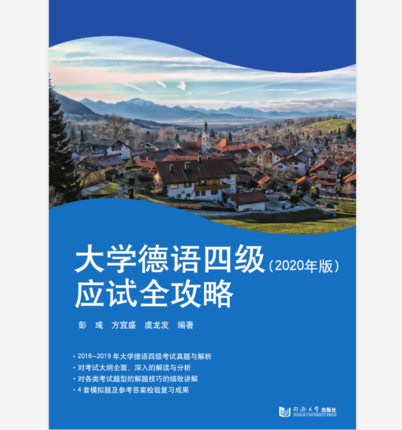 大学德语四级(2020年版)
应试全攻略
彭彧 方宜盛 虞龙发 编著
·2016-2019年大学德语四级考试真题与解析
·对考试大纲全面、深入的解读与分析
·对各类考试题型的解题技巧的细致讲解
·4套模拟题及参考答案检验复习成果
同济大学出版社